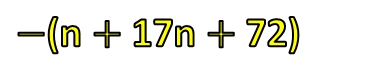 −(n + 17n + 72)